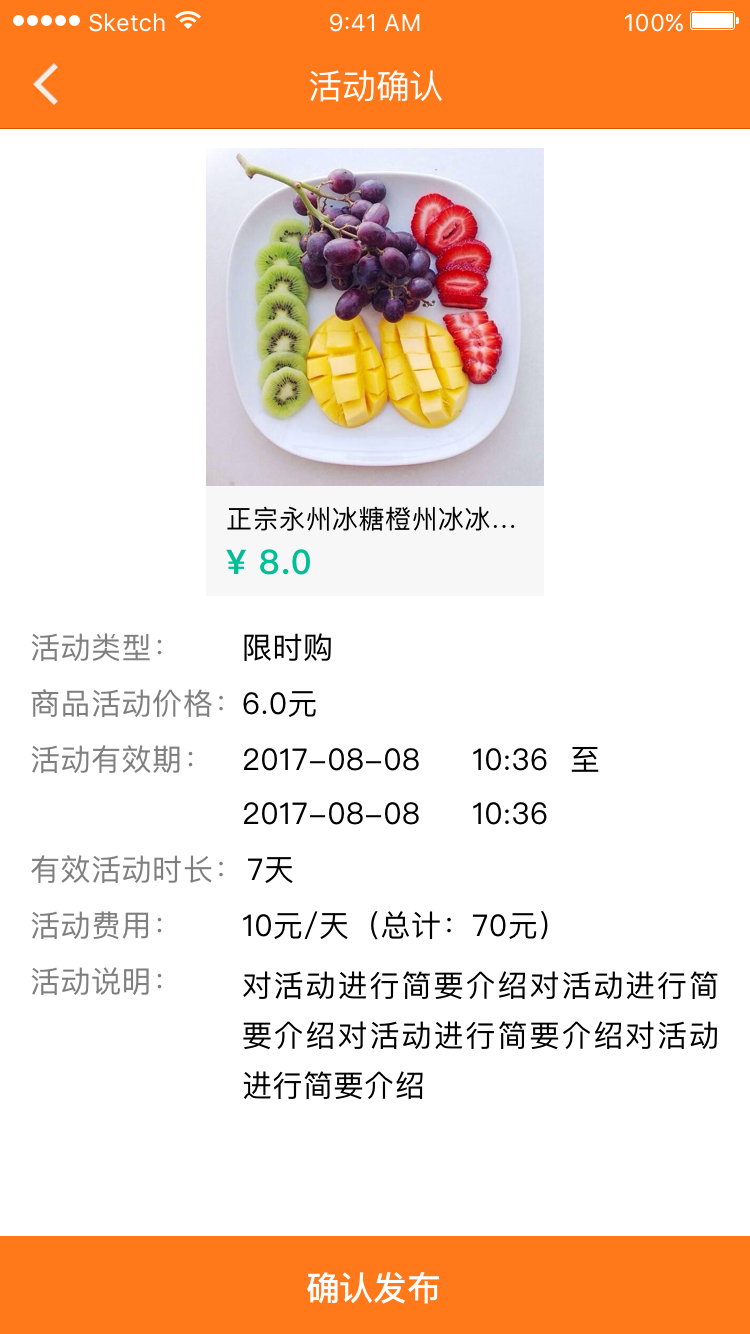 Sketch 9:41 AM 100%
活动确认
正宗永州冰糖橙州冰冰...
¥ 8.0
活动类型： 限时购
商品活动价格： 6.0元
活动有效期： 2017-08-08 10:36 至
2017-08-08 10:36
有效活动时长： 7天
活动费用： 10元/天（总计：70元）
活动说明： 对活动进行简要介绍对活动进行简
要介绍对活动进行简要介绍对活动
进行简要介绍
确认发布